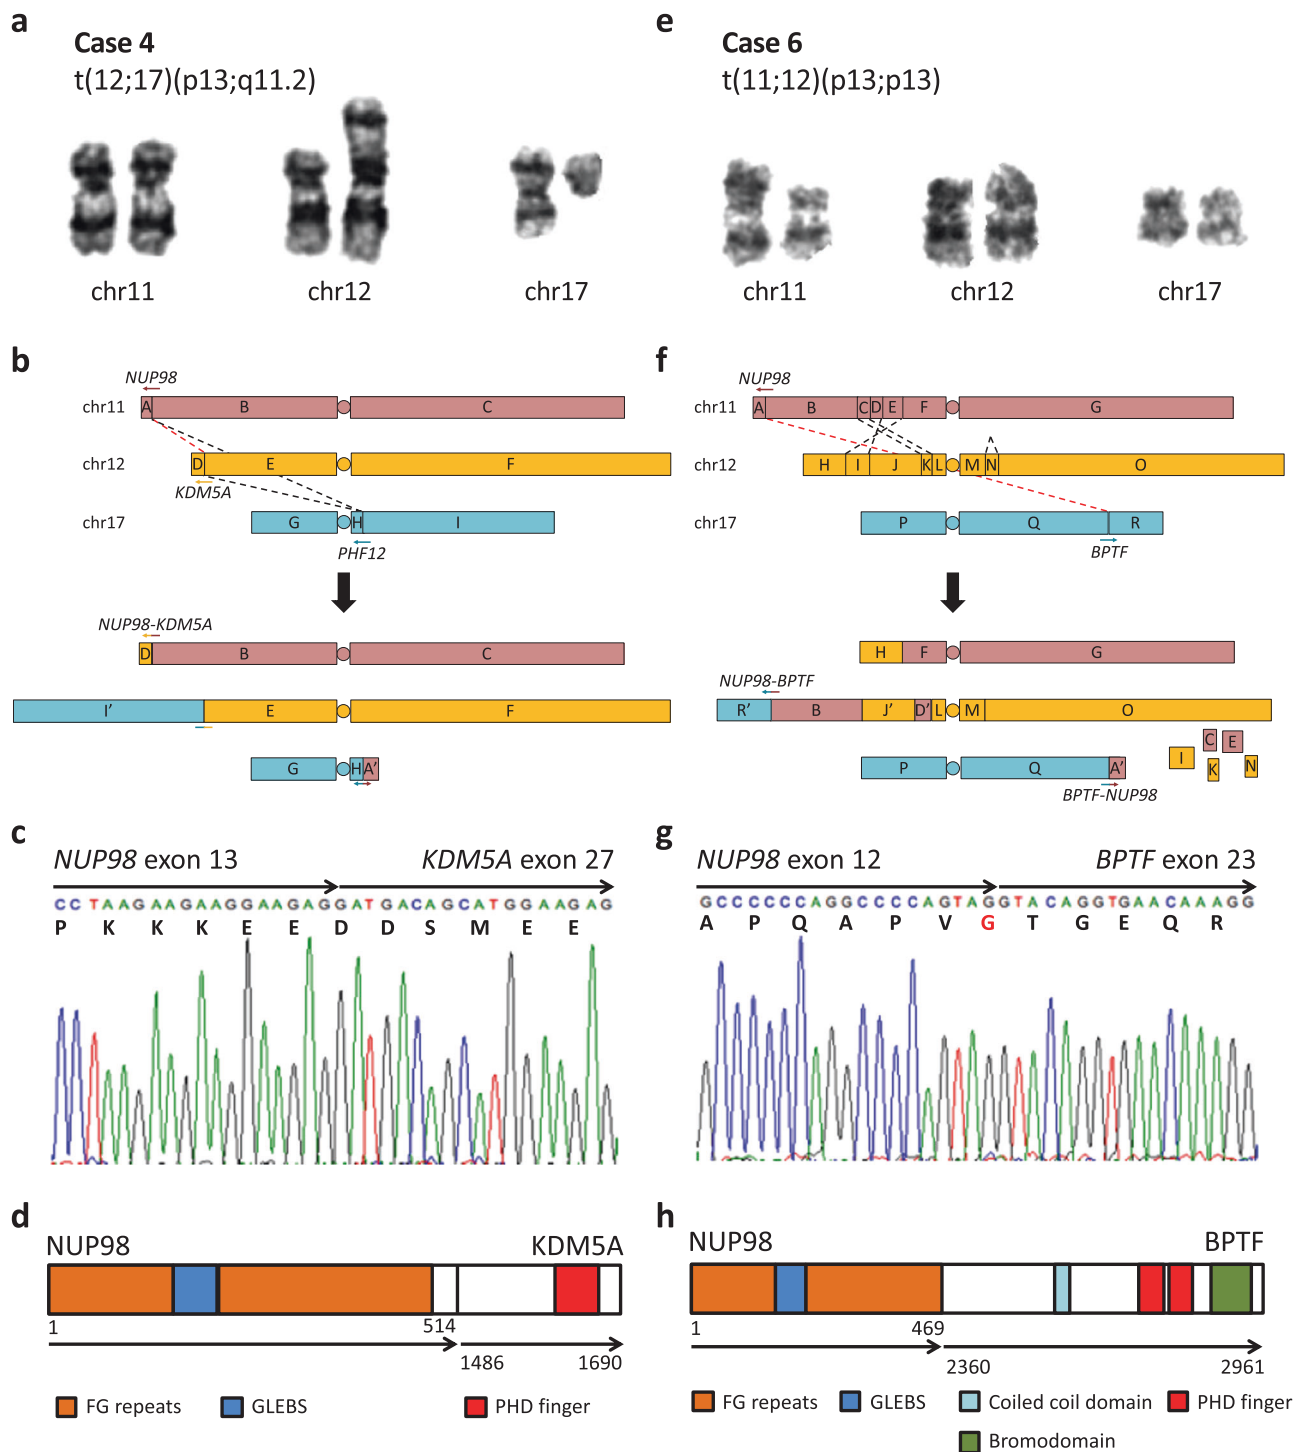 a
Case 4
t(12;17)(p13;q11.2)
chr11
chr12
chr17
b
NUP98
chr11
A
B
C
chr12
D
E
F
KDM5A
chr17
G
H
I
PHF12
NUP98-KDM5A
D
B
C
I'
E
F
G
H
A'
c
NUP98 exon 13
KDM5A exon 27
CCTAAGAAGAAGGAAGAGGATGACAGCATGGAAGAG
P K K K E E D D S M E E
d
NUP98
KDM5A
1
514
1486
1690
FG repeats
GLEBS
PHD finger
e
Case 6
t(11;12)(p13;p13)
chr11
chr12
chr17
f
NUP98
chr11
A
B
C
D
E
F
G
chr12
H
I
J
K
L
M
N
O
chr17
P
Q
R
BPTF
H
F
G
NUP98-BPTF
R'
B
J'
D'
L
M
O
C
E
I
K
N
P
Q
A'
BPTF-NUP98
g
NUP98 exon 12
BPTF exon 23
GCCCCCCAGGCCCCAGTAGGTACAGGTGAACAAAGG
A P Q A P V G T G E Q R
h
NUP98
BPTF
1
469
2360
2961
FG repeats
GLEBS
Coiled coil domain
PHD finger
Bromodomain